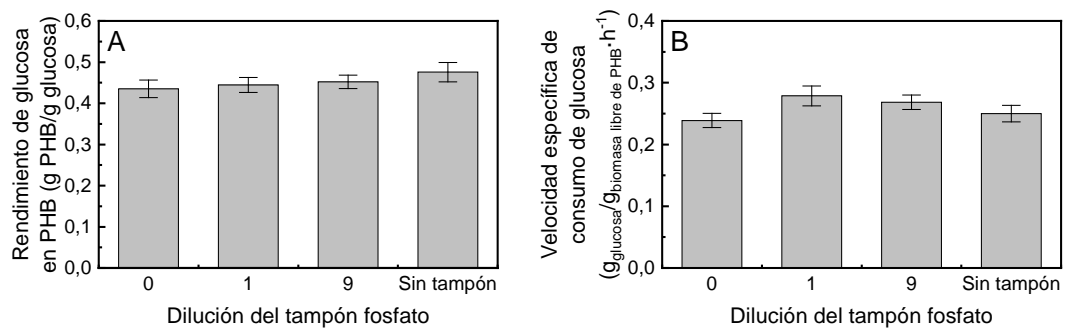 A
Rendimiento de glucosa
en PHB (g PHB/g glucosa)
0,6
0,5
0,4
0,3
0,2
0,1
0,0
0 1 9 Sin tampón
Dilución del tampón fosfato
B
Velocidad específica de
consumo de glucosa
(g glucosa/g biomasa libre de PHB·h-1)
0,4
0,3
0,2
0,1
0,0
0 1 9 Sin tampón
Dilución del tampón fosfato